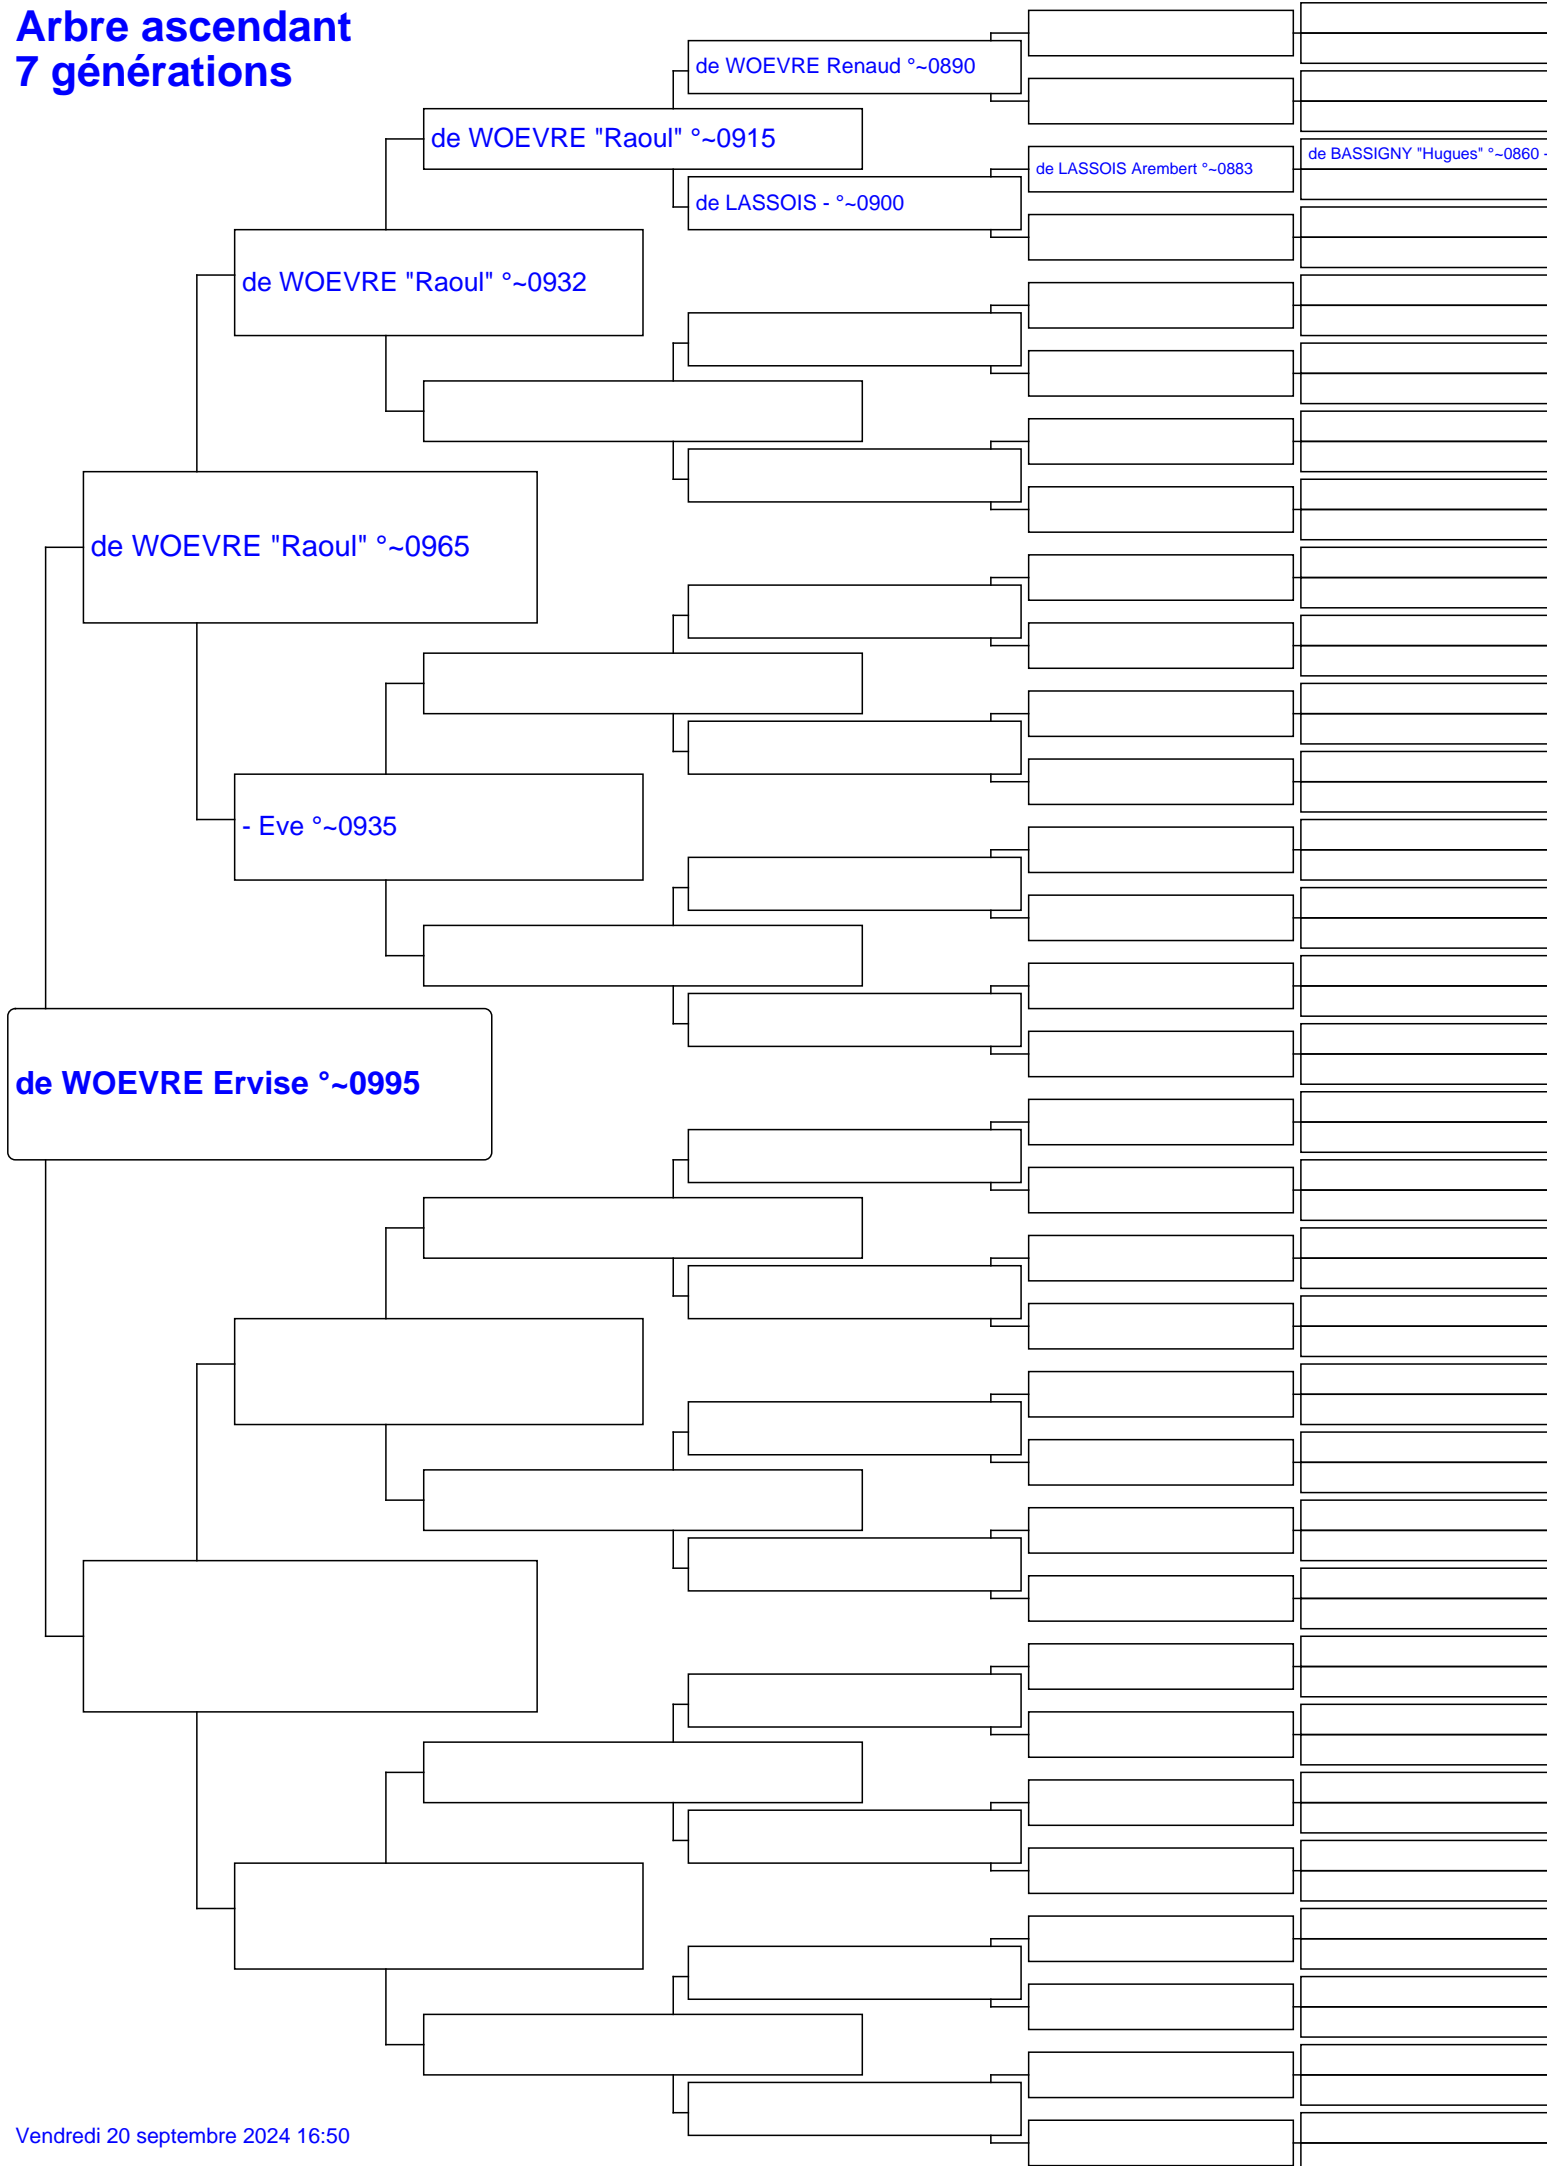 Arbre ascendant
7 générations
de WOEVRE Renaud °~0890
de WOEVRE "Raoul" °~0915
de LASSOIS Arembert °~0883
de BASSIGNY "Hugues" °~0860 -
de LASSOIS - °~0900
de WOEVRE "Raoul" °~0932
de WOEVRE "Raoul" °~0965
- Eve °~0935
de WOEVRE Ervise °~0995
Vendredi 20 septembre 2024 16:50